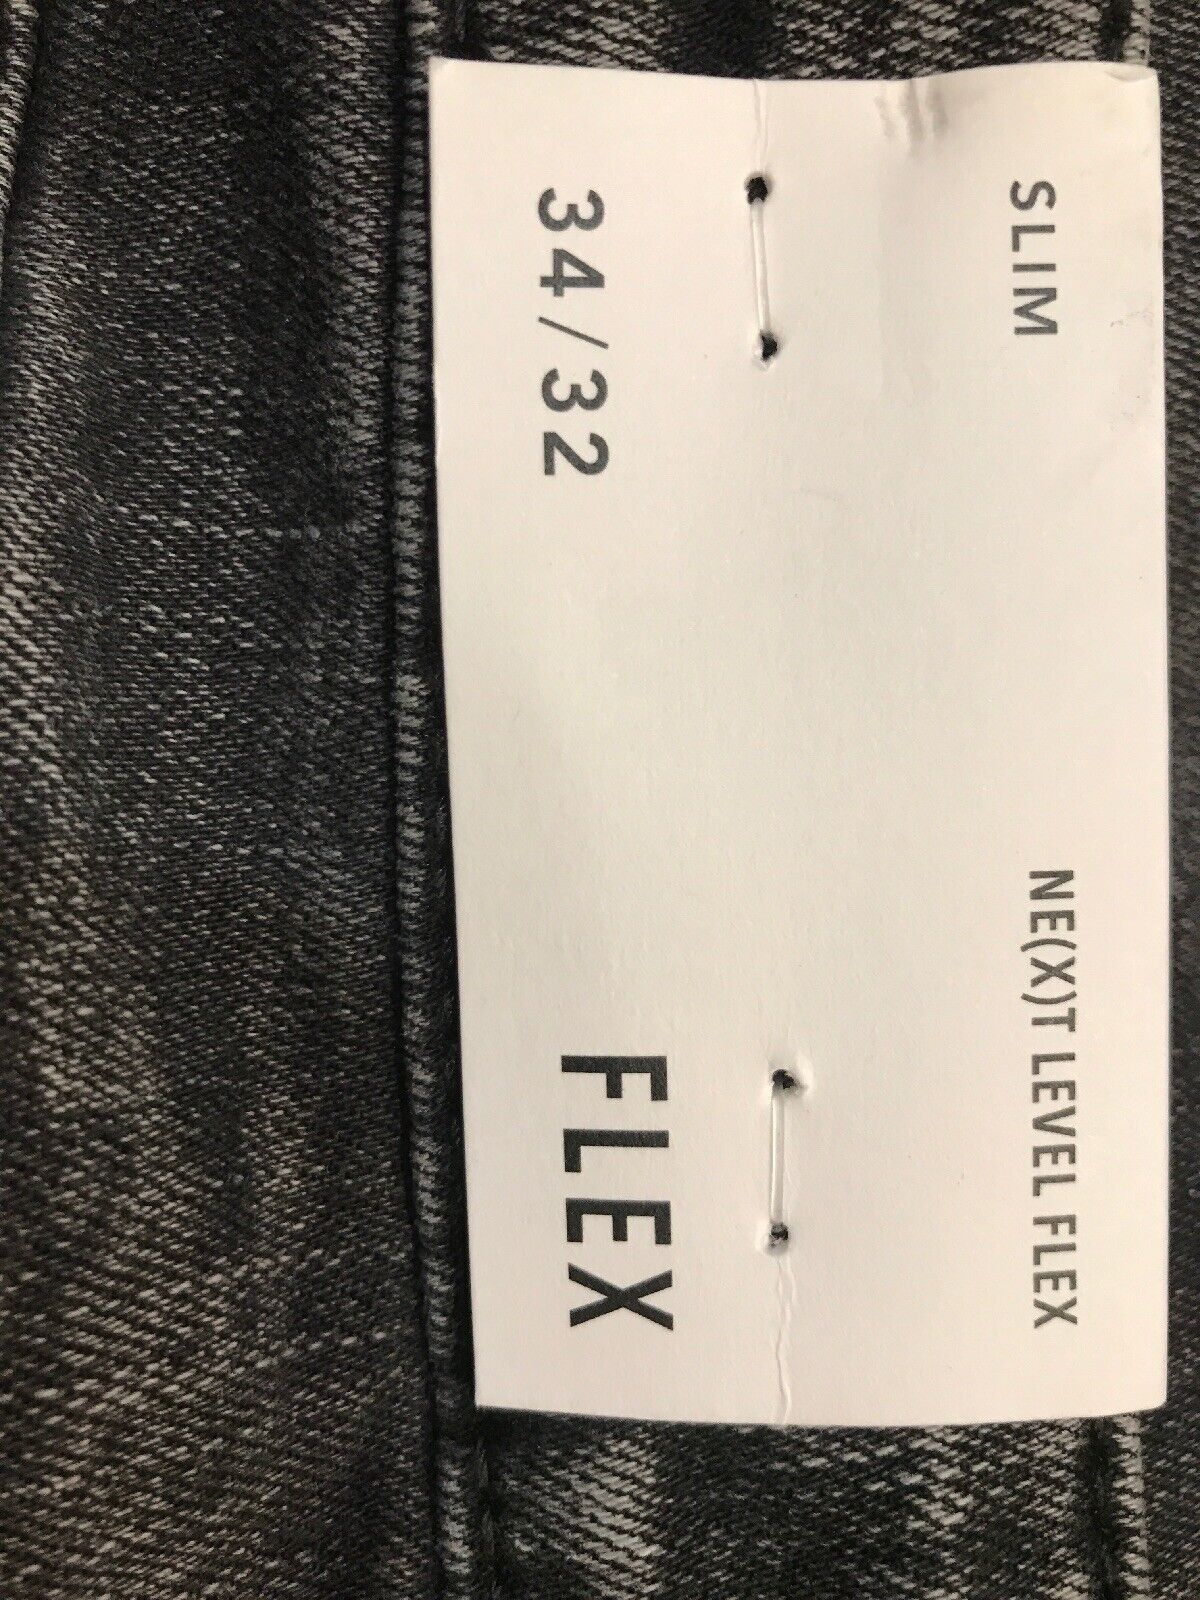 SLIM
NE(X)T LEVEL FLEX
34/32
FLEX